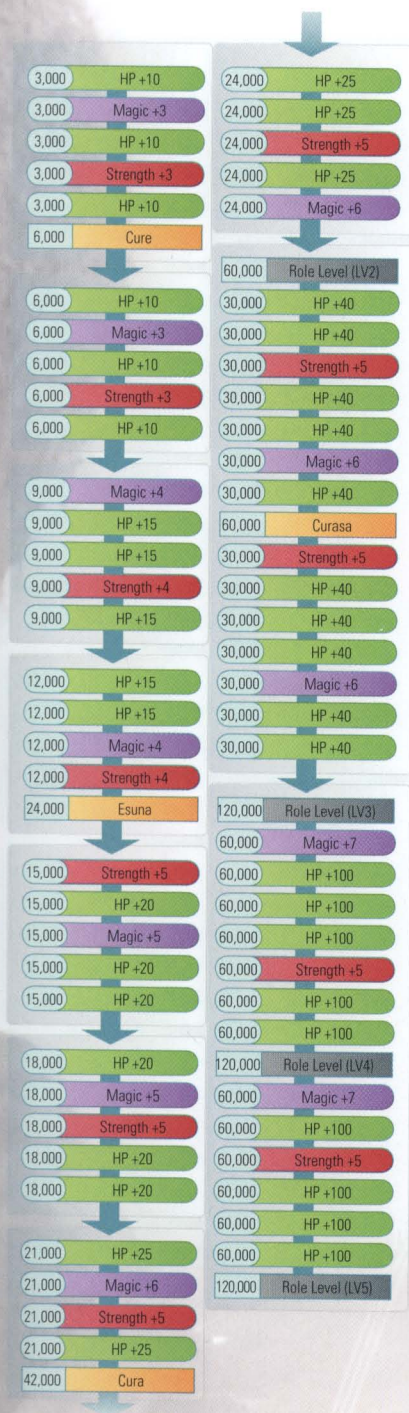 3,000 HP +10
3,000 Magic +3
3,000 HP +10
3,000 Strength +3
3,000 HP +10
6,000 Cure
6,000 HP +10
6,000 Magic +3
6,000 HP +10
6,000 Strength +3
6,000 HP +10
9,000 Magic +4
9,000 HP +15
9,000 HP +15
9,000 Strength +4
9,000 HP +15
12,000 HP +15
12,000 HP +15
12,000 Magic +4
12,000 Strength +4
24,000 Esuna
15,000 Strength +5
15,000 HP +20
15,000 Magic +5
15,000 HP +20
15,000 HP +20
18,000 HP +20
18,000 Magic +5
18,000 Strength +5
18,000 HP +20
18,000 HP +20
21,000 HP +25
21,000 Magic +6
21,000 Strength +5
21,000 HP +25
42,000 Cura
24,000 HP +25
24,000 HP +25
24,000 Strength +5
24,000 HP +25
24,000 Magic +6
60,000 Role Level (LV2)
30,000 HP +40
30,000 HP +40
30,000 Strength +5
30,000 HP +40
30,000 HP +40
30,000 Magic +6
30,000 HP +40
60,000 Curasa
30,000 Strength +5
30,000 HP +40
30,000 HP +40
30,000 HP +40
30,000 Magic +6
30,000 HP +40
30,000 HP +40
120,000 Role Level (LV3)
60,000 Magic +7
60,000 HP +100
60,000 HP +100
60,000 HP +100
60,000 Strength +5
60,000 HP +100
60,000 HP +100
120,000 Role Level (LV4)
60,000 Magic +7
60,000 HP +100
60,000 Strength +5
60,000 HP +100
60,000 HP +100
60,000 HP +100
120,000 Role Level (LV5)